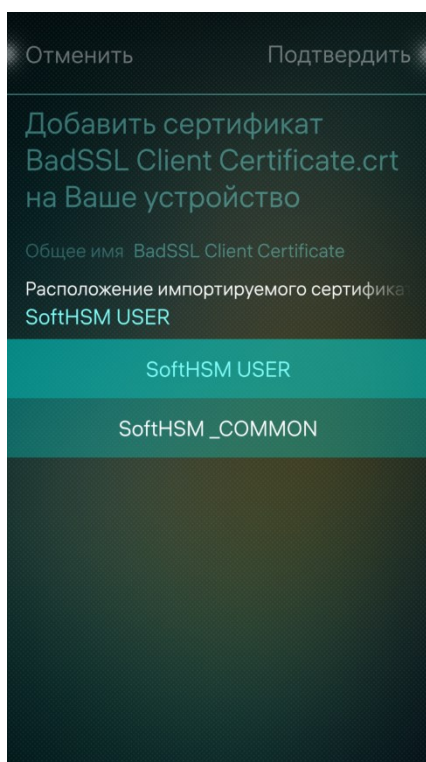 Отменить Подтвердить
Добавить сертификат
BadSSL Client Certificate.crt
на Ваше устройство
Общее имя BadSSL Client Certificate
Расположение импортируемого сертифика
SoftHSM USER
SoftHSM USER
SoftHSM _COMMON